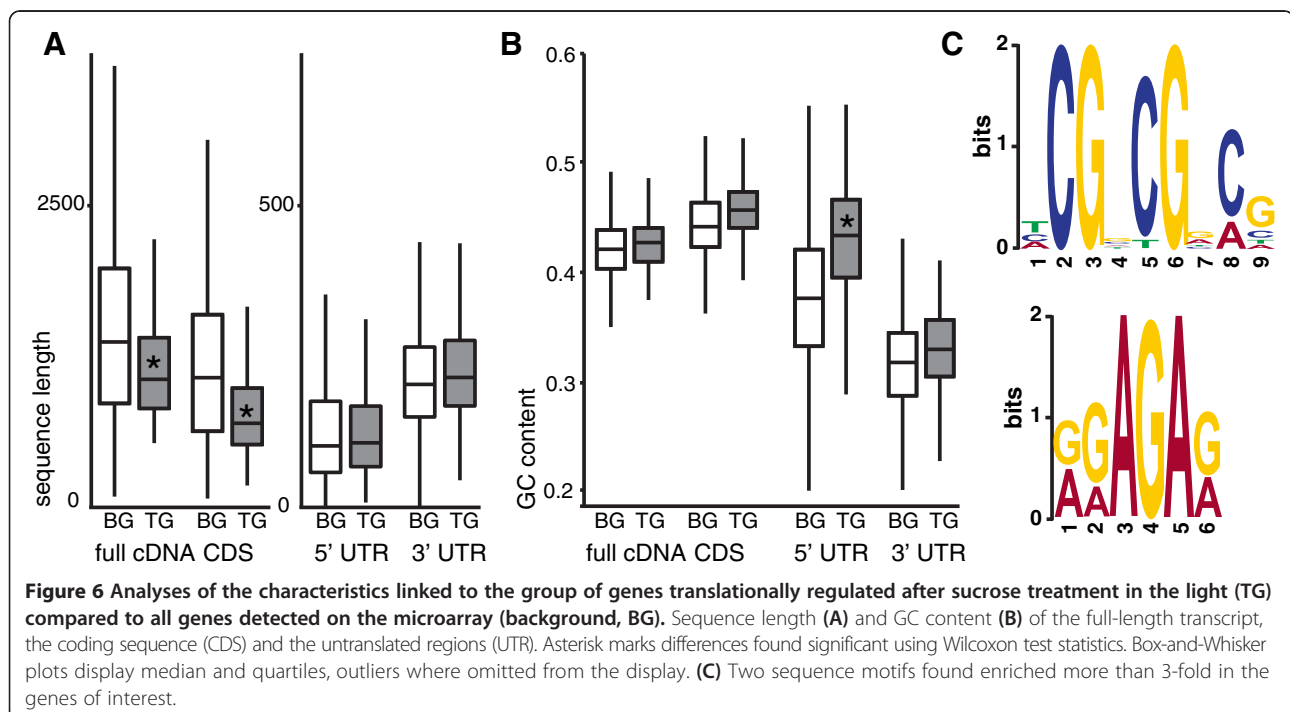 A
B
C
sequence length
2500
0
500
0
BG TG BG TG
BG TG BG TG
full cDNA CDS
5’ UTR 3’ UTR
*
*
GC content
0.6
0.5
0.4
0.3
0.2
*
BG TG BG TG BG TG BG TG
full cDNA CDS 5’ UTR 3’ UTR
bits
2
1
0
CG CG C G
A
T
C
A
1 2 3 4 5 6 7 8 9
bits
2
1
0
GGAGAG
AA A
1 2 3 4 5 6
Figure 6 Analyses of the characteristics linked to the group of genes translationally regulated after sucrose treatment in the light (TG)
compared to all genes detected on the microarray (background, BG). Sequence length (A) and GC content (B) of the full-length transcript,
the coding sequence (CDS) and the untranslated regions (UTR). Asterisk marks differences found significant using Wilcoxon test statistics. Box-and-Whisker
plots display median and quartiles, outliers where omitted from the display. (C) Two sequence motifs found enriched more than 3-fold in the
genes of interest.